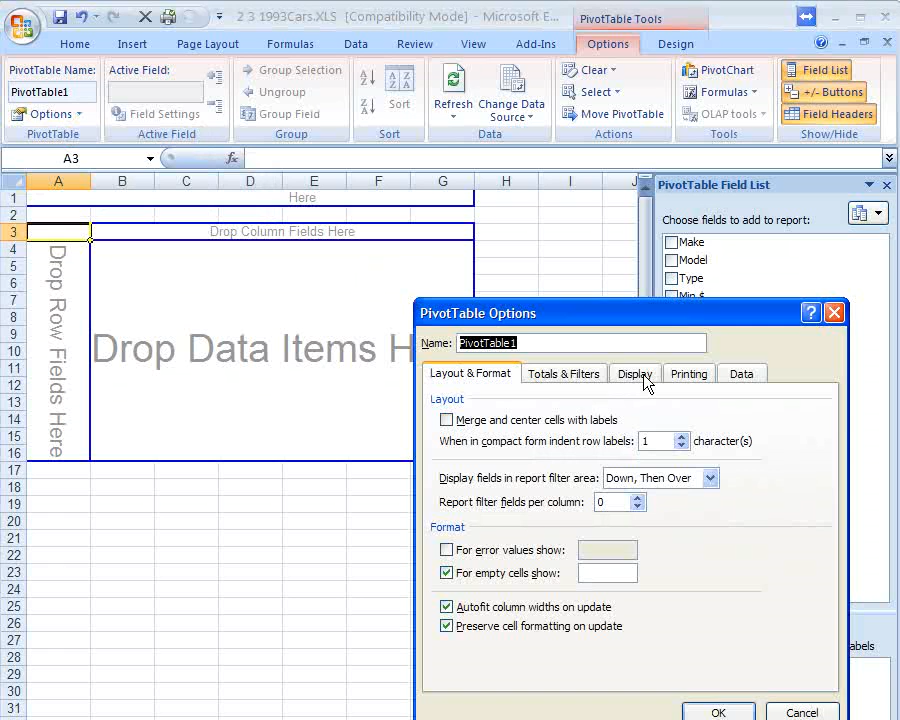 2 3 1993Cars.XLS [Compatibility Mode] - Microsoft E...
PivotTable Tools
Home Insert Page Layout Formulas Data Review View Add-Ins Options Design
PivotTable Name:
PivotTable1
Options
PivotTable
Active Field:
Field Settings
Active Field
Group Selection
Ungroup
Group Field
Group
Sort
Sort
Refresh
Change Data
Source
Data
Clear
Select
Move PivotTable
Actions
PivotChart
Formulas
OLAP tools
Tools
Field List
+/- Buttons
Field Headers
Show/Hide
A3
fx
A B C D E F G H I J
1 Here
2
3 Drop Column Fields Here
4
5
6
7
8
9
10
11
12
13
14
15
16
17
18
19
20
21
22
23
24
25
26
27
28
29
30
31
Drop Row Fields Here
Drop Data Items H
PivotTable Field List
Choose fields to add to report:
Make
Model
Type
Min $
abels
PivotTable Options
?
Name: PivotTable1
Layout & Format Totals & Filters Display Printing Data
Layout
Merge and center cells with labels
When in compact form indent row labels: 1 character(s)
Display fields in report filter area: Down, Then Over
Report filter fields per column: 0
Format
For error values show:
For empty cells show:
Autofit column widths on update
Preserve cell formatting on update
OK Cancel